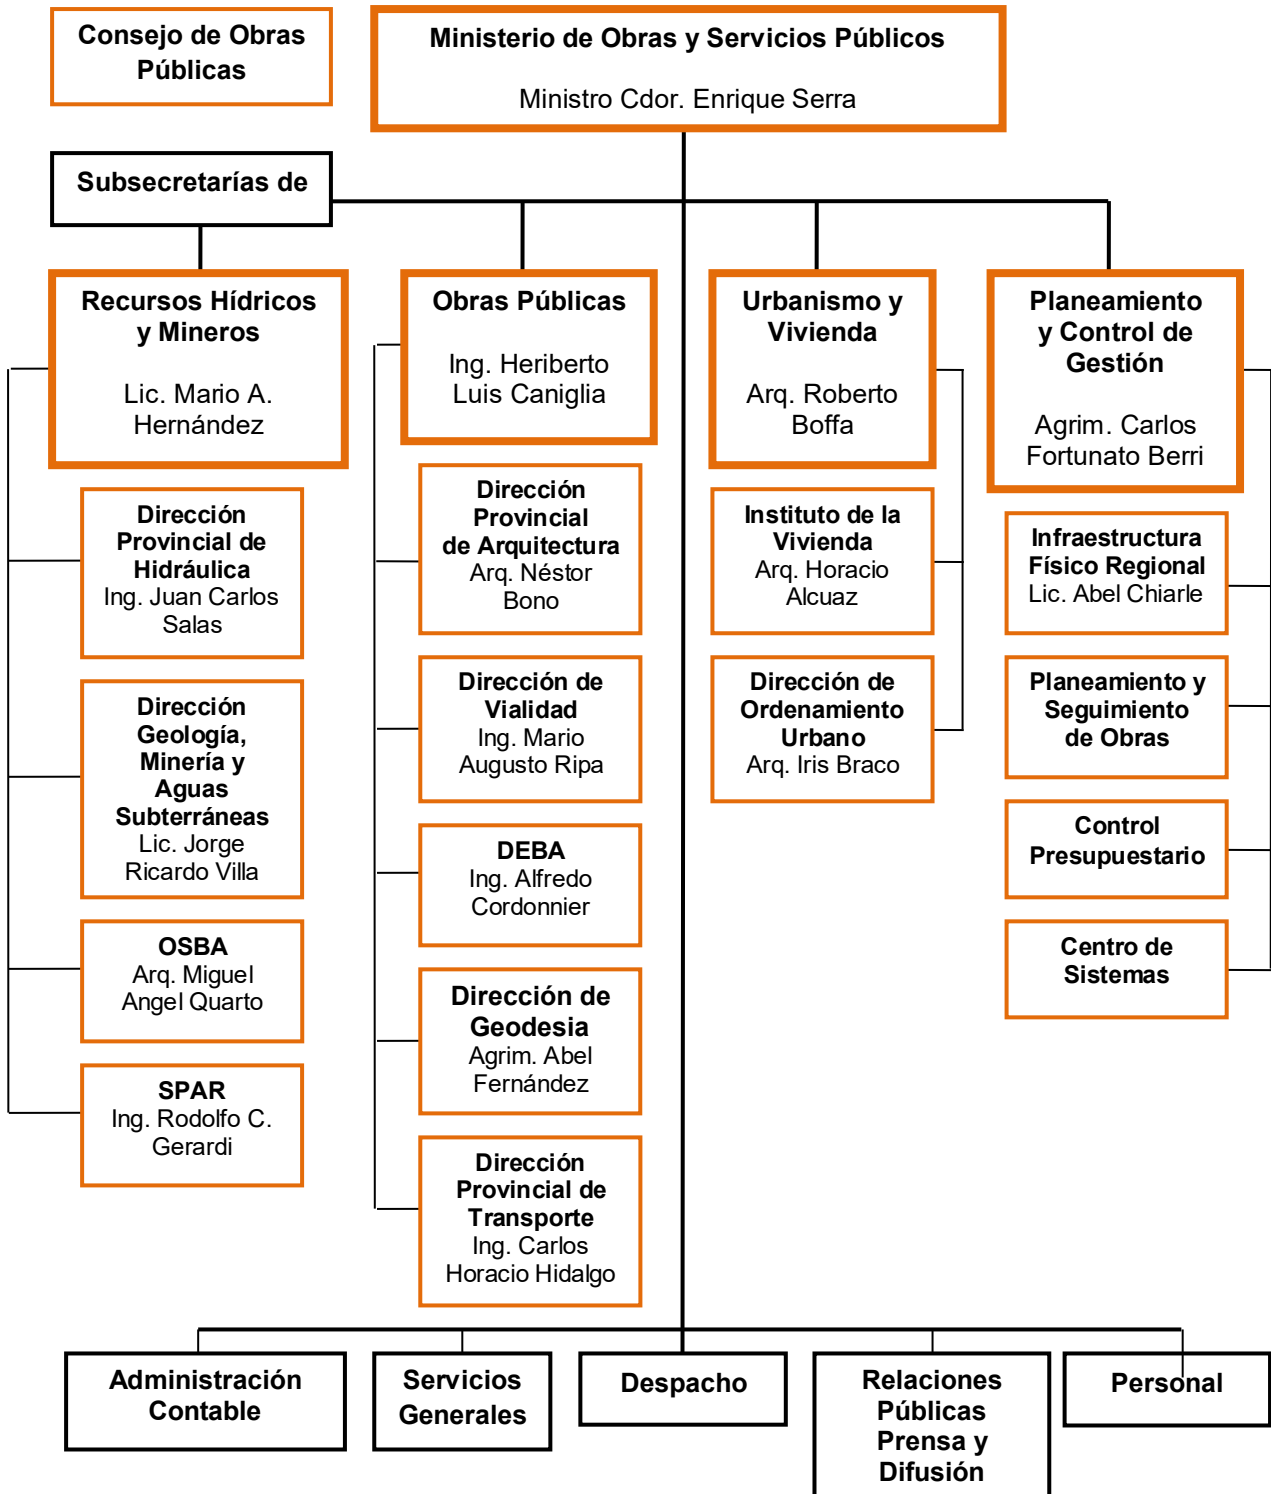 Consejo de Obras
Públicas
Ministerio de Obras y Servicios Públicos
Ministro Cdor. Enrique Serra
Subsecretarías de
Recursos Hídricos
y Mineros
Lic. Mario A.
Hernández
Obras Públicas
Ing. Heriberto
Luis Caniglia
Urbanismo y
Vivienda
Arq. Roberto
Boffa
Planeamiento
y Control de
Gestión
Agrim. Carlos
Fortunato Berri
Dirección
Provincial de
Hidráulica
Ing. Juan Carlos
Salas
Dirección
Geología,
Minería y
Aguas
Subterráneas
Lic. Jorge
Ricardo Villa
OSBA
Arq. Miguel
Angel Quarto
SPAR
Ing. Rodolfo C.
Gerardi
Dirección
Provincial
de Arquitectura
Arq. Néstor
Bono
Dirección de
Vialidad
Ing. Mario
Augusto Ripa
DEBA
Ing. Alfredo
Cordonnier
Dirección de
Geodesia
Agrim. Abel
Fernández
Dirección
Provincial de
Transporte
Ing. Carlos
Horacio Hidalgo
Instituto de la
Vivienda
Arq. Horacio
Alcuaz
Dirección de
Ordenamiento
Urbano
Arq. Iris Braco
Infraestructura
Físico Regional
Lic. Abel Chiarle
Planeamiento y
Seguimiento
de Obras
Control
Presupuestario
Centro de
Sistemas
Administración
Contable
Servicios
Generales
Despacho
Relaciones
Públicas
Prensa y
Difusión
Personal